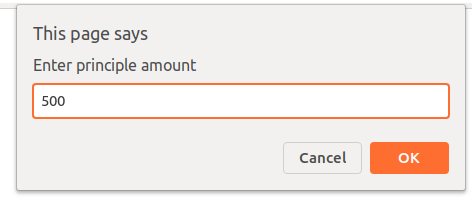 This page says
Enter principle amount
500
Cancel OK